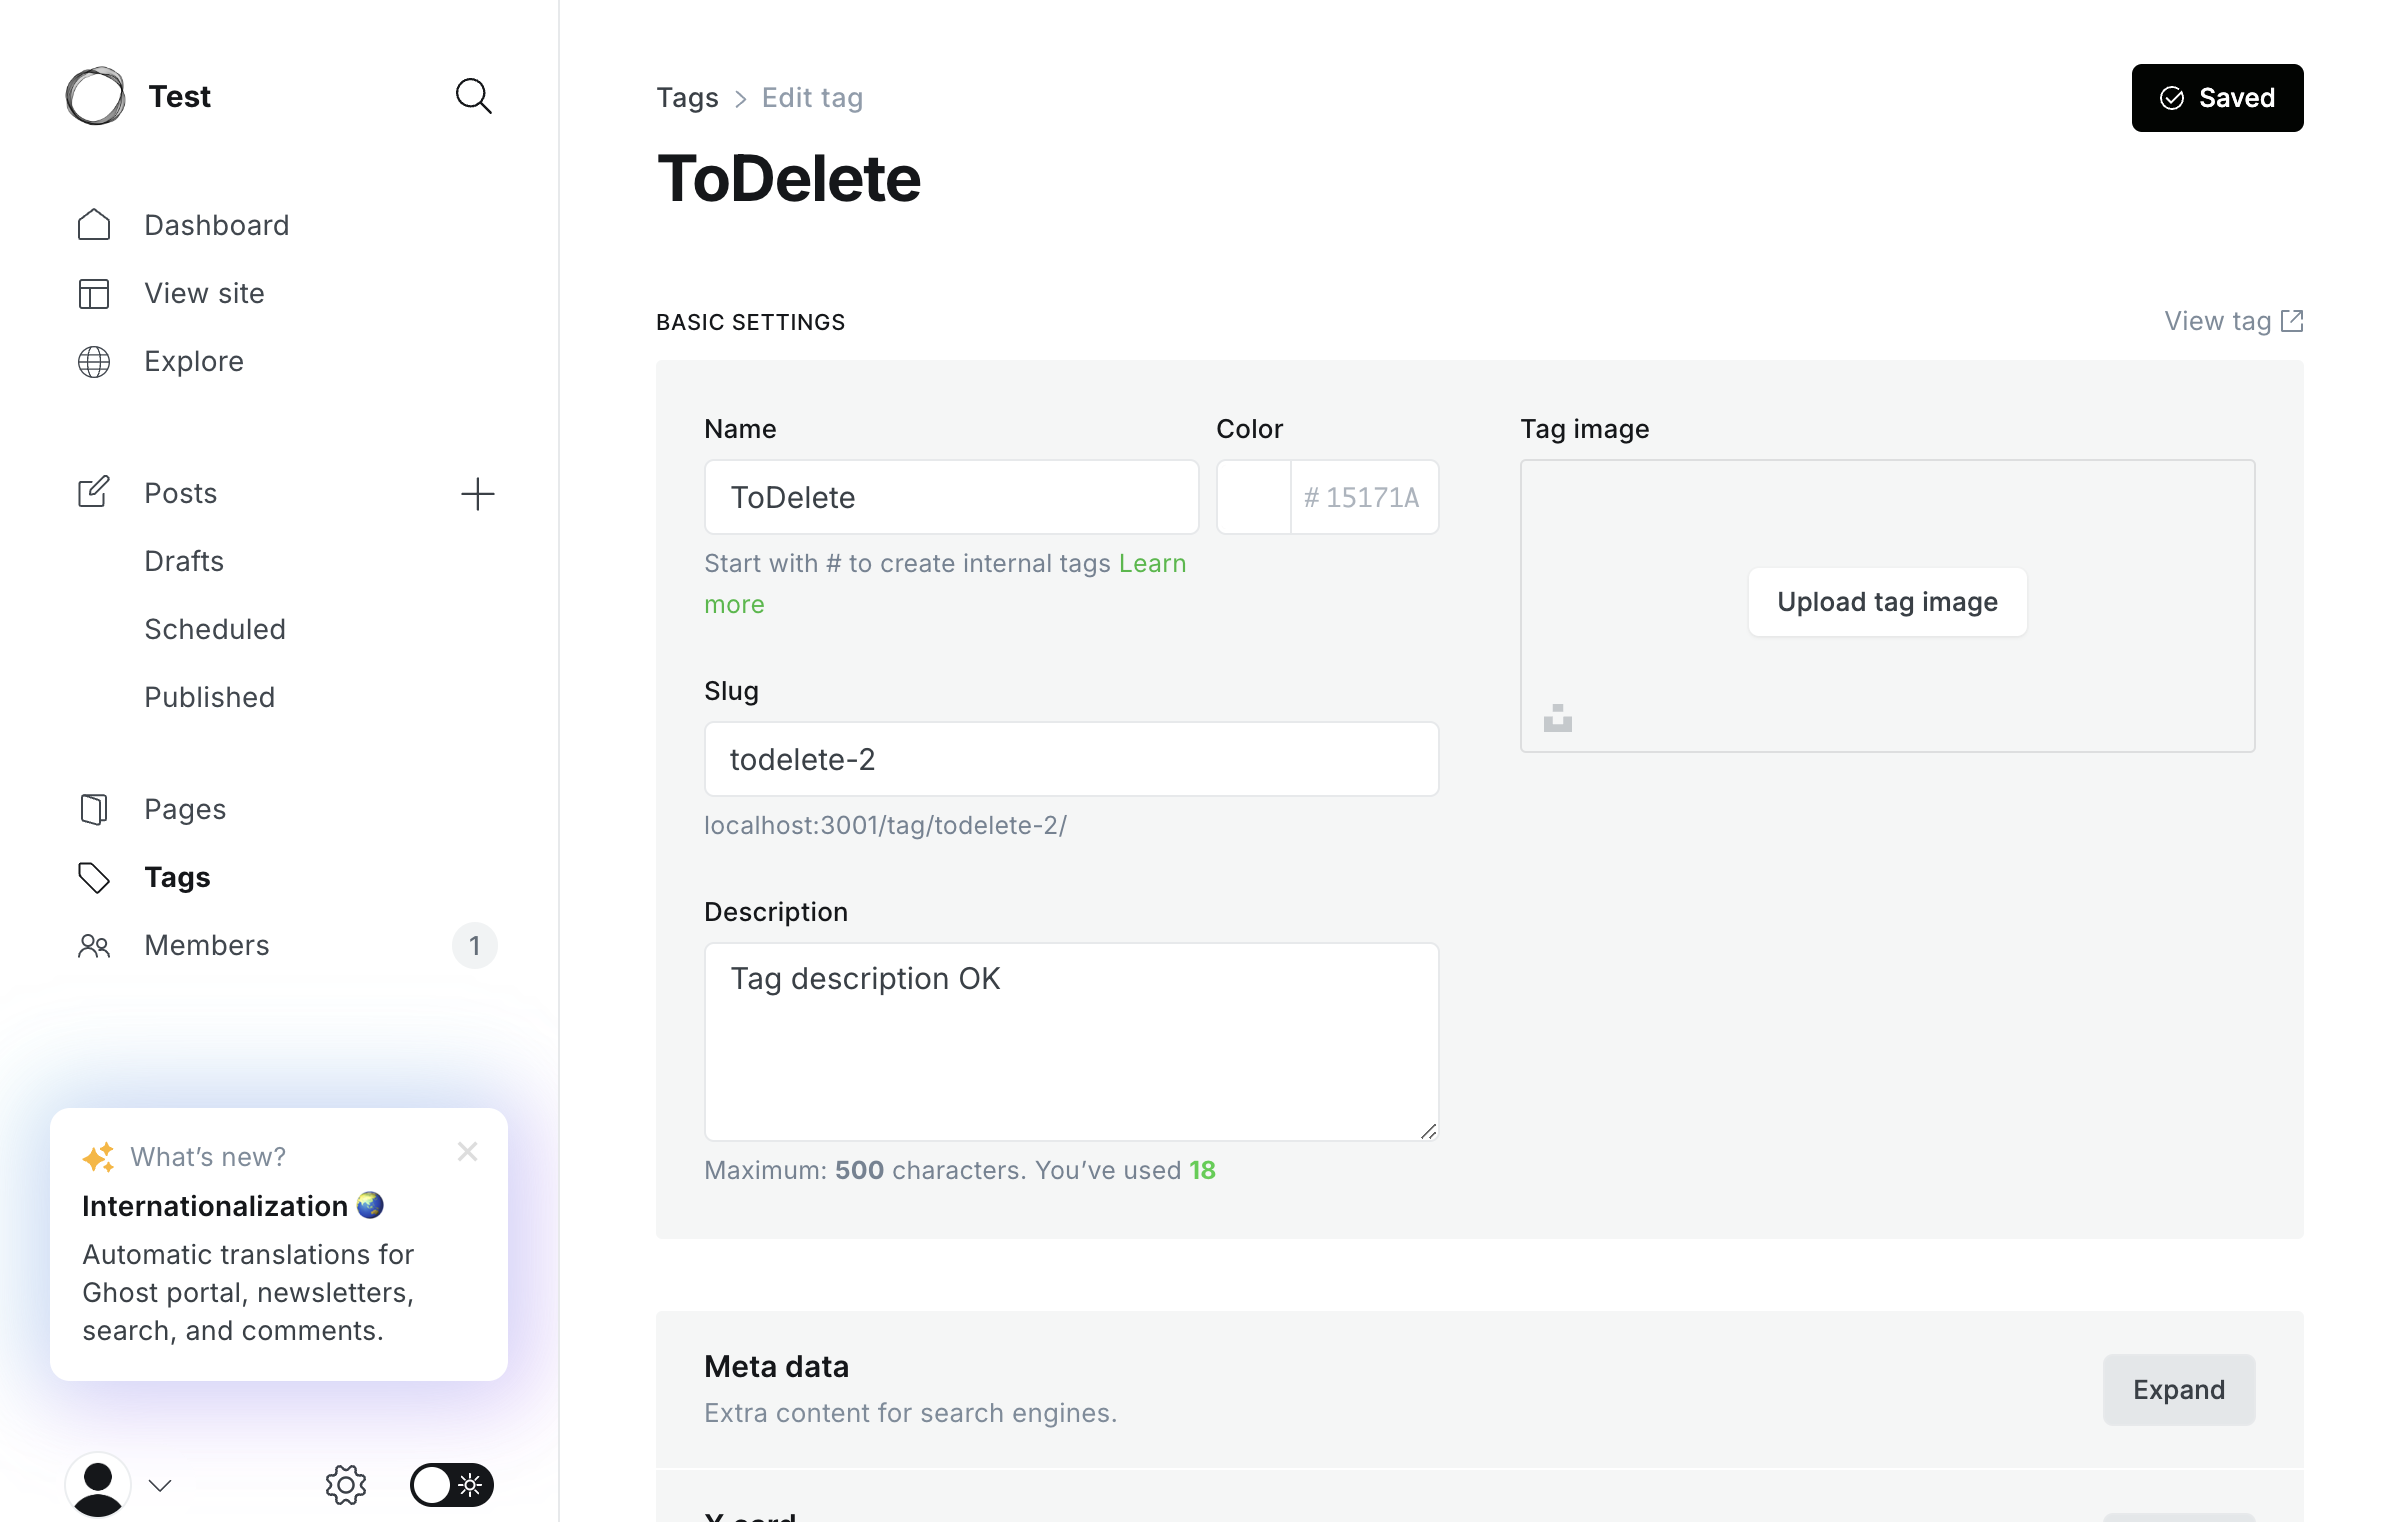 Test
Dashboard
View site
Explore
Posts
Drafts
Scheduled
Published
Pages
Tags
Members
1
What’s new?
Internationalization
Automatic translations for
Ghost portal, newsletters,
search, and comments.
Tags > Edit tag
Saved
ToDelete
BASIC SETTINGS
View tag
Name
ToDelete
Start with # to create internal tags Learn
more
Color
# 15171A
Tag image
Upload tag image
Slug
todelete-2
localhost:3001/tag/todelete-2/
Description
Tag description OK
Maximum: 500 characters. You’ve used 18
Meta data
Extra content for search engines.
Expand
X card